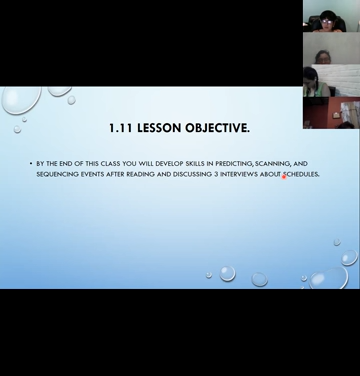 1.11 LESSON OBJECTIVE.
• BY THE END OF THIS CLASS YOU WILL DEVELOP SKILLS IN PREDICTING, SCANNING, AND
SEQUENCING EVENTS AFTER READING AND DISCUSSING 3 INTERVIEWS ABOUT SCHEDULES.